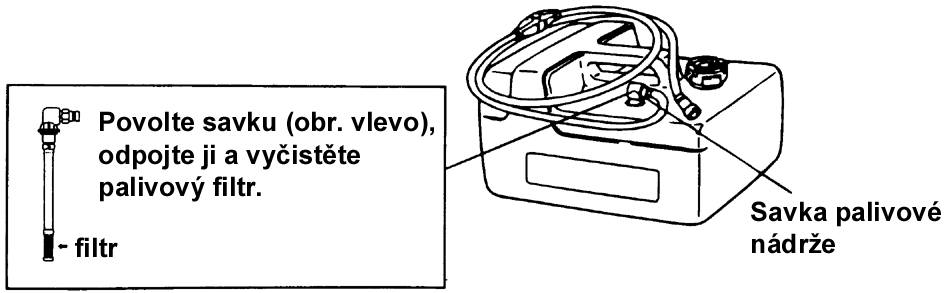 Povolte savku (obr. vlevo),
odpojte ji a vyčistěte
palivový filtr.
filtr
Savka palivové
nádrže